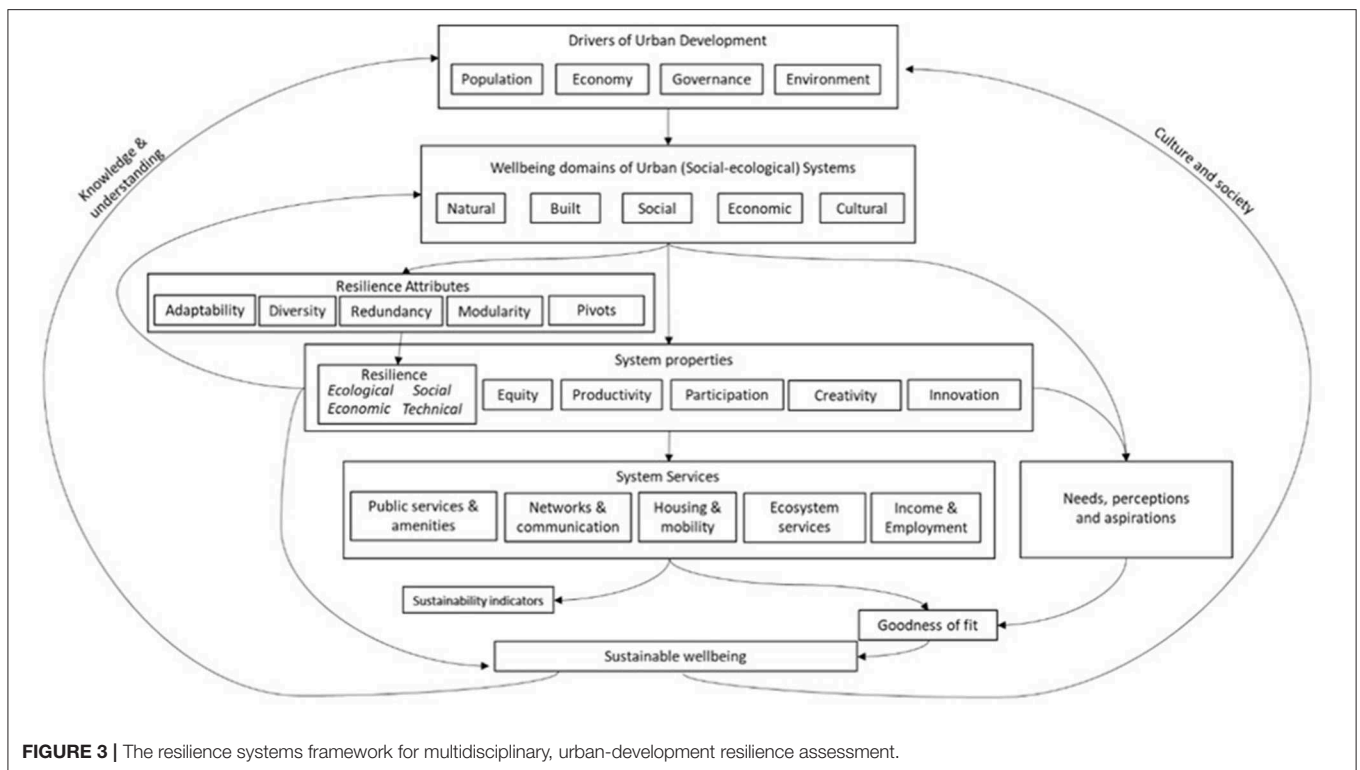 Drivers of Urban Development
Population
Economy
Governance
Environment
Knowledge &
understanding
Culture and society
Wellbeing domains of Urban (Social-ecological) Systems
Natural
Built
Social
Economic
Cultural
Resilience Attributes
Adaptability
Diversity
Redundancy
Modularity
Pivots
System properties
Resilience
Ecological Social
Economic Technical
Equity
Productivity
Participation
Creativity
Innovation
System Services
Public services &
amenities
Networks &
communication
Housing &
mobility
Ecosystem
services
Income &
Employment
Needs, perceptions
and aspirations
Sustainability indicators
Goodness of fit
Sustainable wellbeing
FIGURE 3 | The resilience systems framework for multidisciplinary, urban-development resilience assessment.